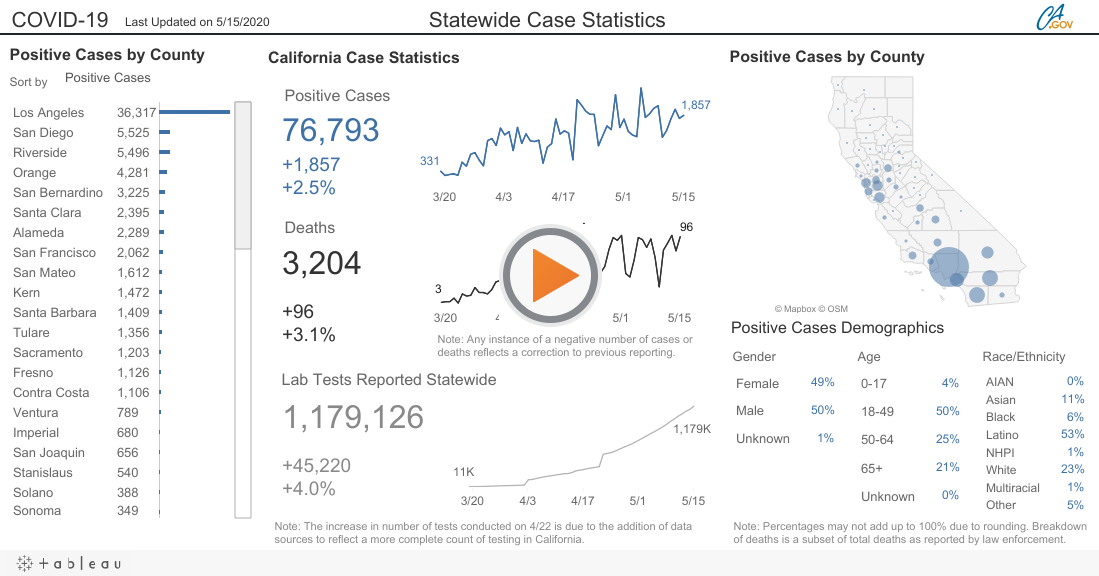 COVID-19 Last Updated on 5/15/2020 Statewide Case Statistics CA.GOV
Positive Cases by County
Sort by Positive Cases
Los Angeles 36,317
San Diego 5,525
Riverside 5,496
Orange 4,281
San Bernardino 3,225
Santa Clara 2,395
Alameda 2,289
San Francisco 2,062
San Mateo 1,612
Kern 1,472
Santa Barbara 1,409
Tulare 1,356
Sacramento 1,203
Fresno 1,126
Contra Costa 1,106
Ventura 789
Imperial 680
San Joaquin 656
Stanislaus 540
Solano 388
Sonoma 349
California Case Statistics
Positive Cases
76,793
+1,857
+2.5%
331
1,857
3/20 4/3 4/17 5/1 5/15
Deaths
3,204
+96
+3.1%
3
96
3/20 4 5/1 5/15
Note: Any instance of a negative number of cases or
deaths reflects a correction to previous reporting.
Lab Tests Reported Statewide
1,179,126
+45,220
+4.0%
11K
1,179K
3/20 4/3 4/17 5/1 5/15
Note: The increase in number of tests conducted on 4/22 is due to the addition of data
sources to reflect a more complete count of testing in California.
Positive Cases by County
© Mapbox © OSM
Positive Cases Demographics
Gender
Female 49%
Male 50%
Unknown 1%
Age
0-17 4%
18-49 50%
50-64 25%
65+ 21%
Unknown 0%
Race/Ethnicity
AIAN 0%
Asian 11%
Black 6%
Latino 53%
NHPI 1%
White 23%
Multiracial 1%
Other 5%
Note: Percentages may not add up to 100% due to rounding. Breakdown
of deaths is a subset of total deaths as reported by law enforcement.
+ableau